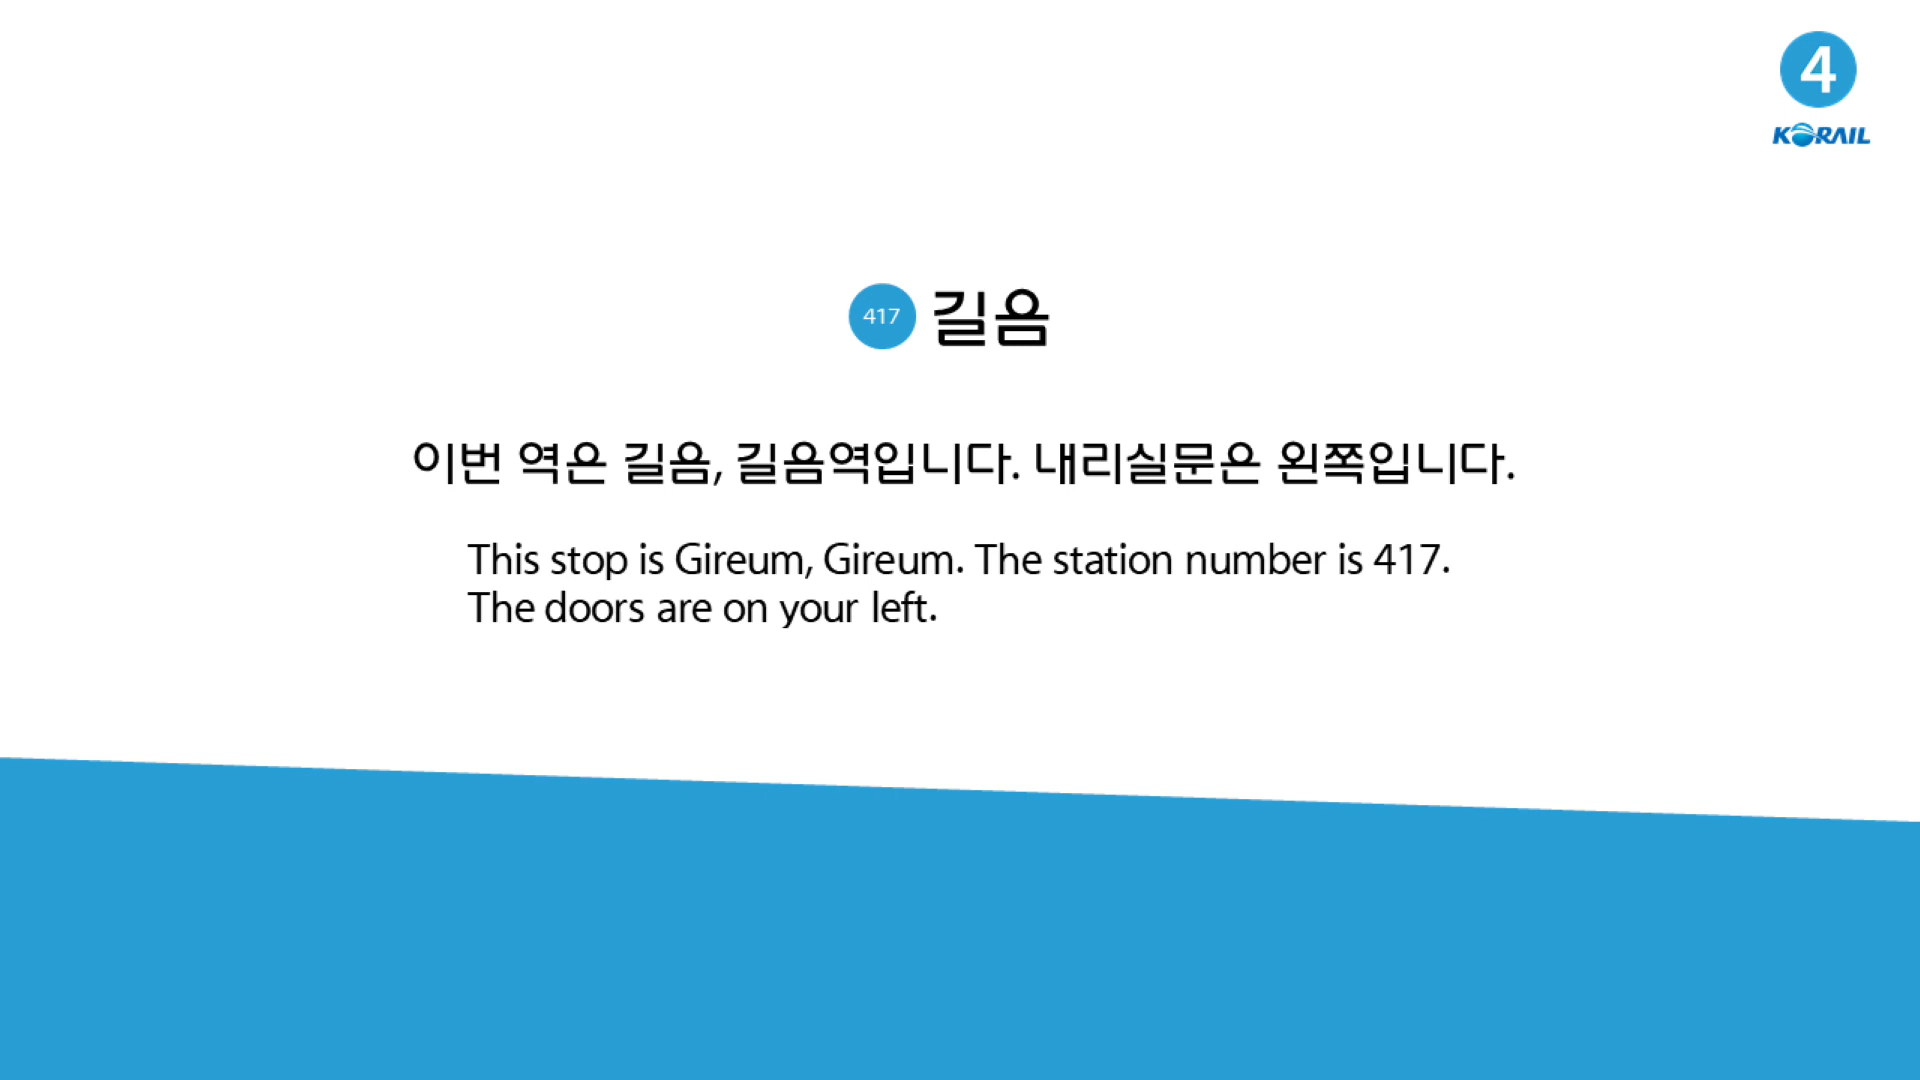 4
KORAIL
417 길음
이번 역은 길음, 길음역입니다. 내리실문은 왼쪽입니다.
This stop is Gireum, Gireum. The station number is 417.
The doors are on your left.